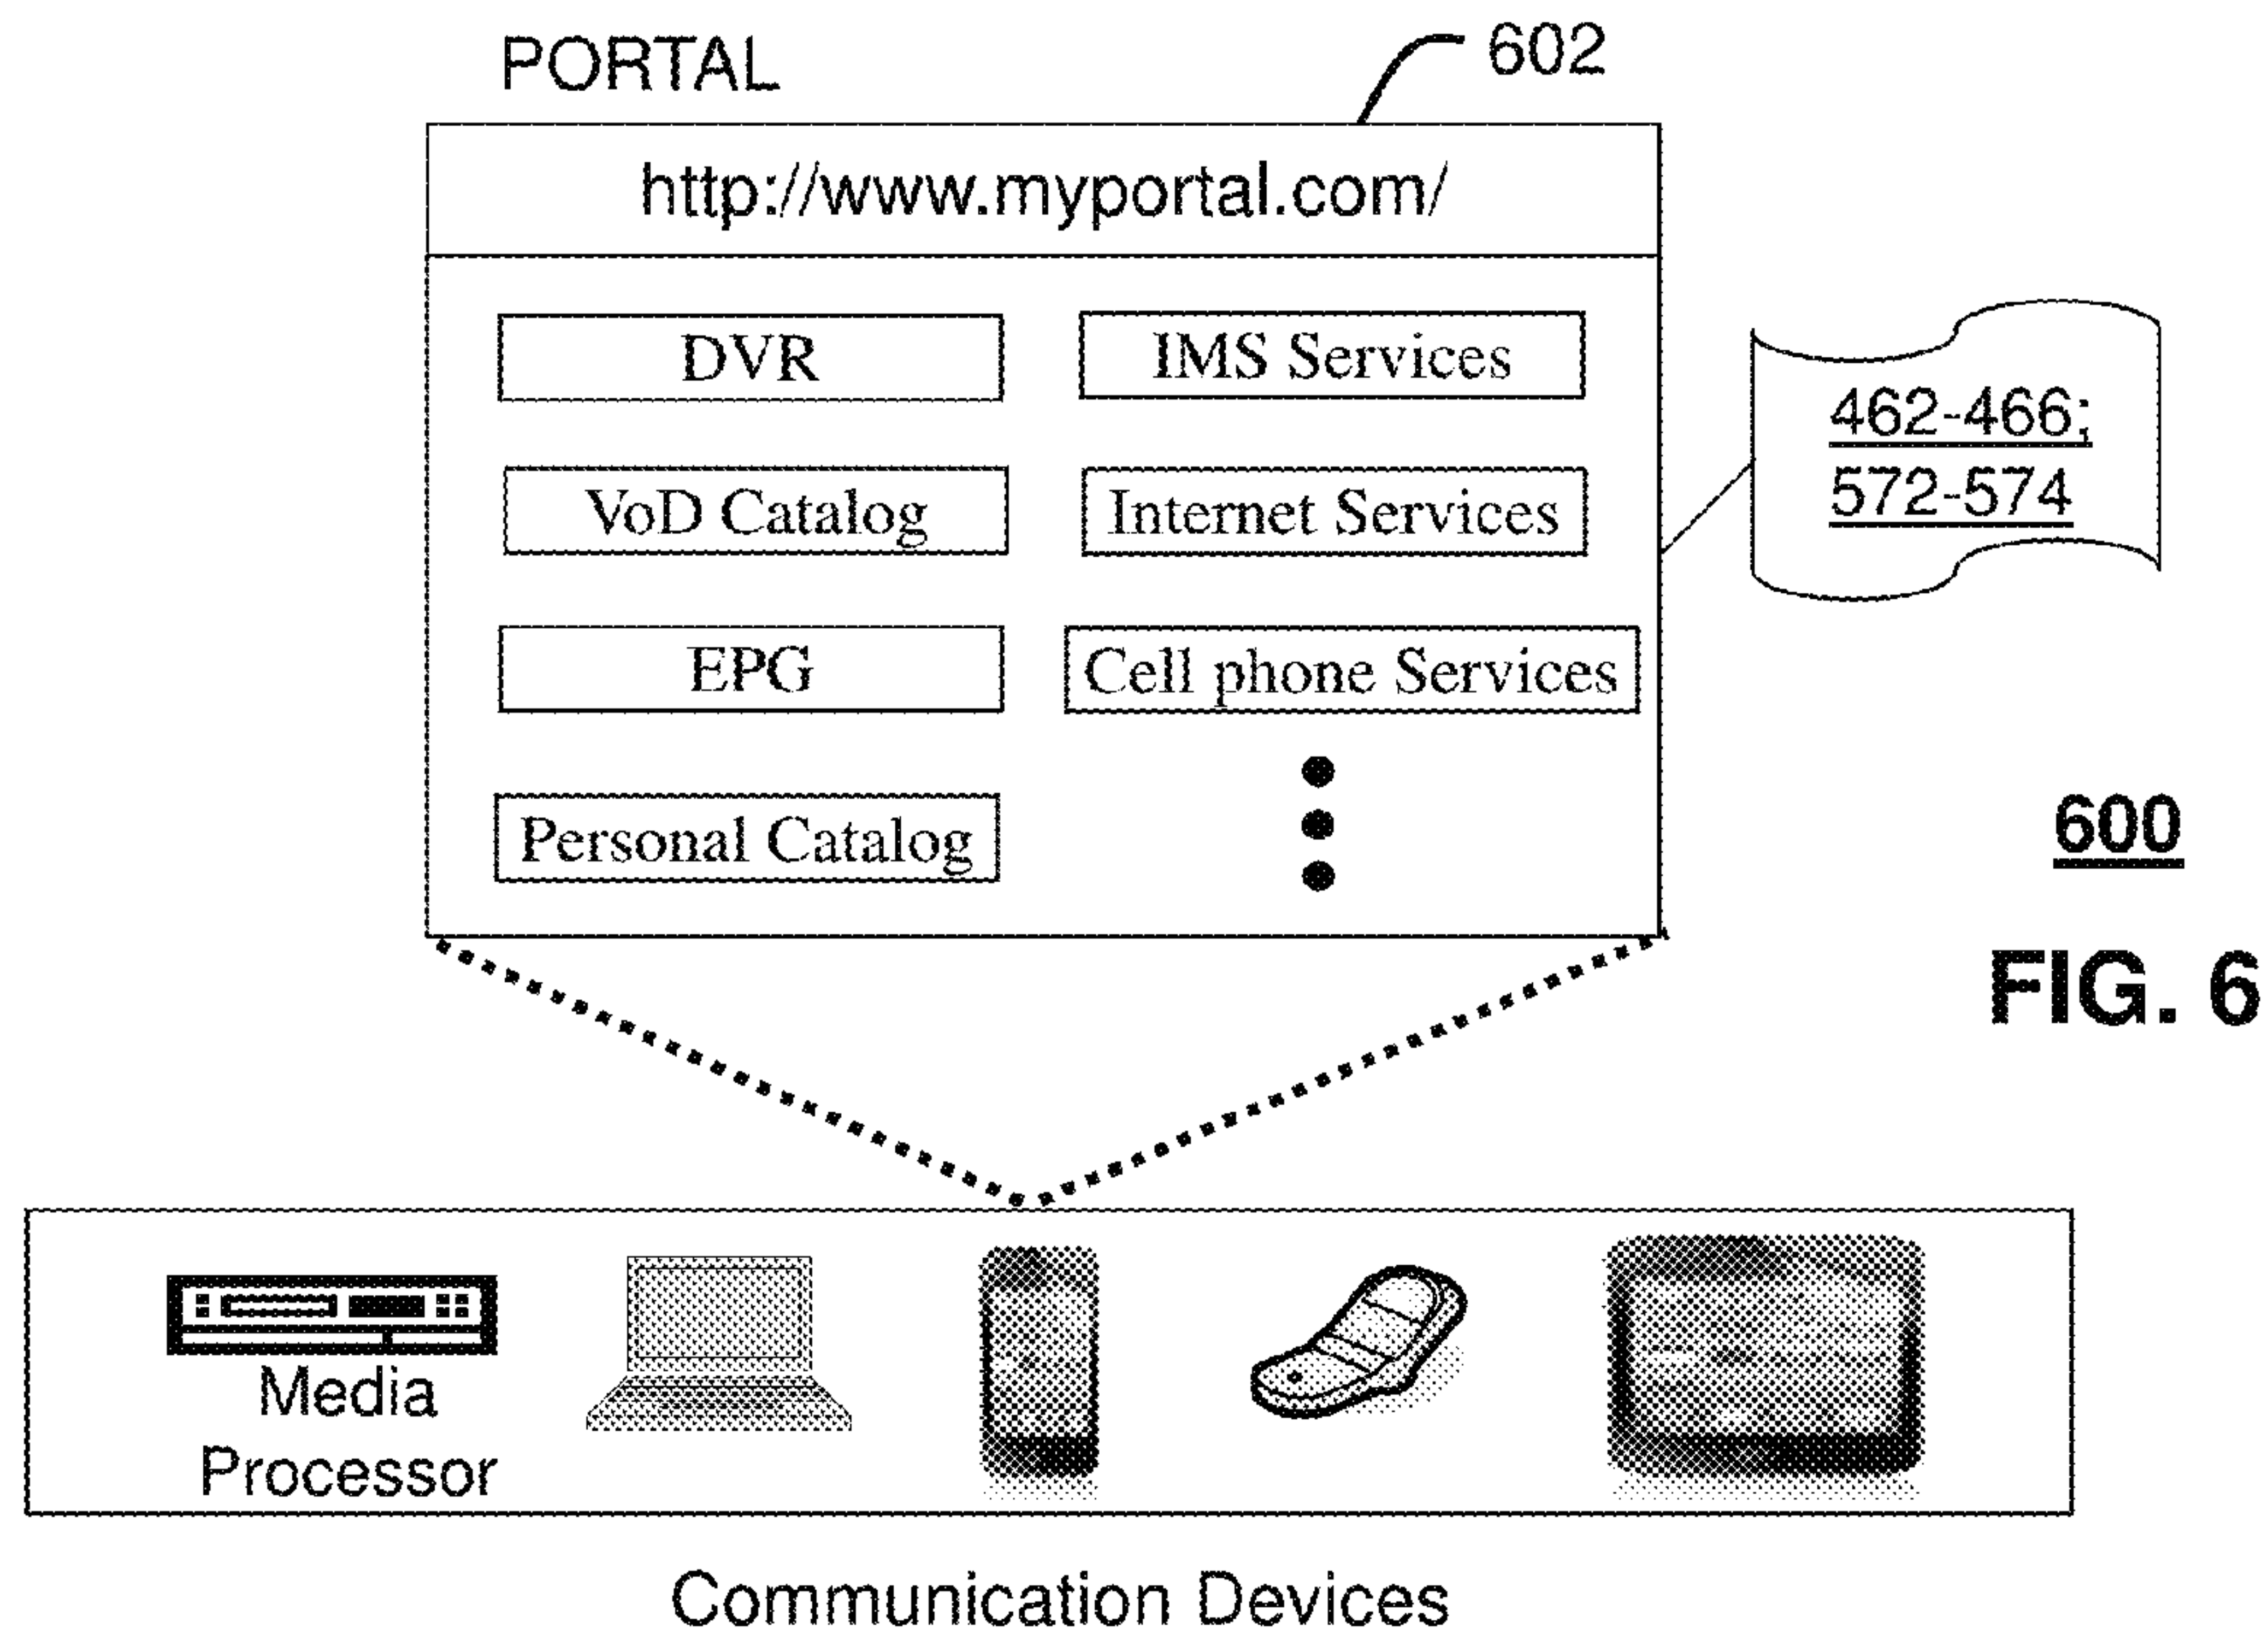 PORTAL
602
http://www.myportal.com/
DVR
IMS Services
VoD Catalog
Internet Services
EPG
Cell phone Services
Personal Catalog
462-466;
572-574
600
FIG. 6
Media
Processor
Communication Devices